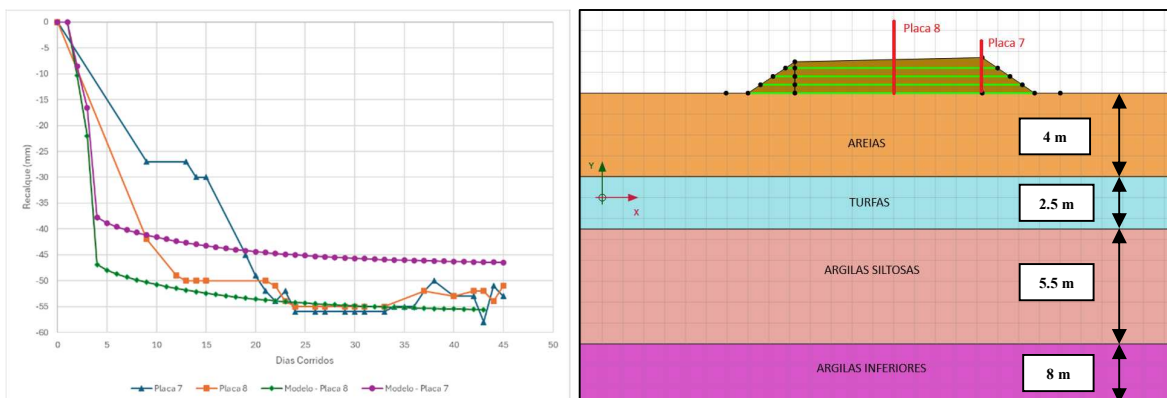 0
-5
-10
-15
-20
-25
-30
-35
-40
-45
-50
-55
-60
Recalque (mm)
0 5 10 15 20 25 30 35 40 45 50
Dias Corridos
Placa 7 Placa 8 Modelo - Placa 8 Modelo - Placa 7
Placa 8
Placa 7
AREIAS
4 m
Y
X
TURFAS
2.5 m
ARGILAS SILTOSAS
5.5 m
ARGILAS INFERIORES
8 m